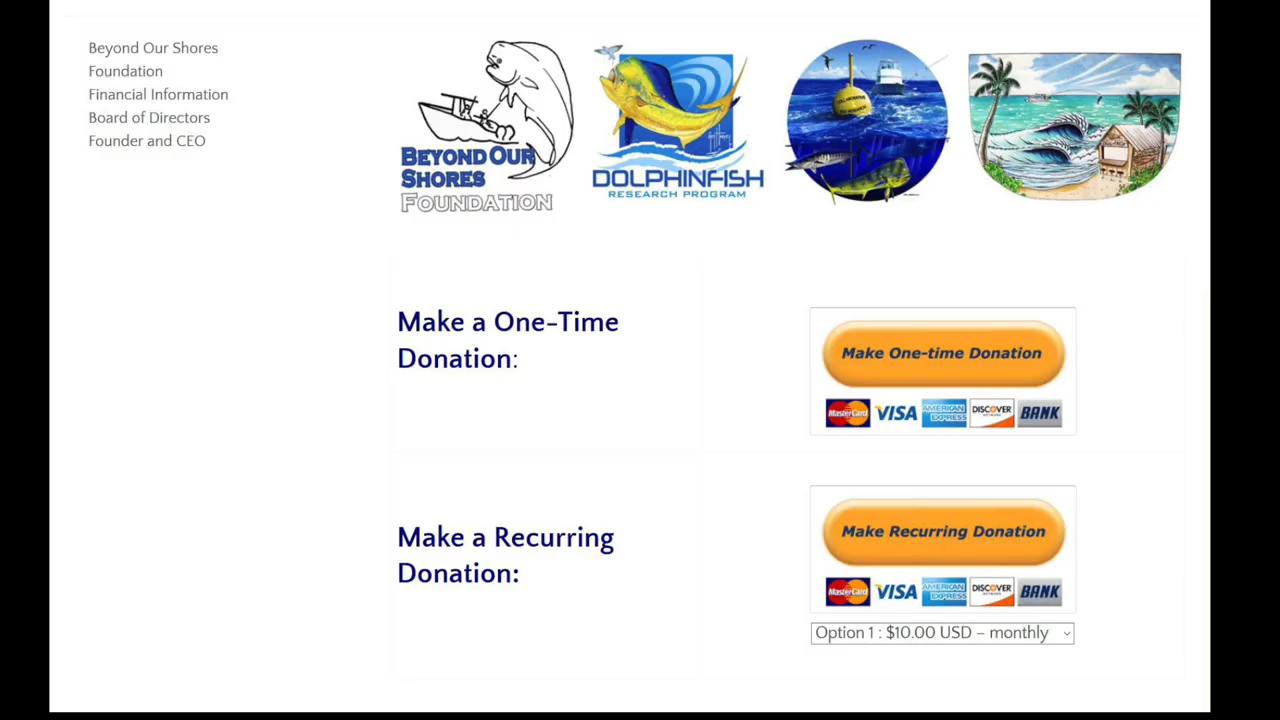 Beyond Our Shores
Foundation
Financial Information
Board of Directors
Founder and CEO
BEYOND OUR
SHORES
FOUNDATION
DOLPHINFISH
RESEARCH PROGRAM
Make a One-Time
Donation:
Make One-time Donation
MasterCard VISA AMERICAN EXPRESS DISCOVER BANK
Make a Recurring
Donation:
Make Recurring Donation
MasterCard VISA AMERICAN EXPRESS DISCOVER BANK
Option 1 : $10.00 USD – monthly